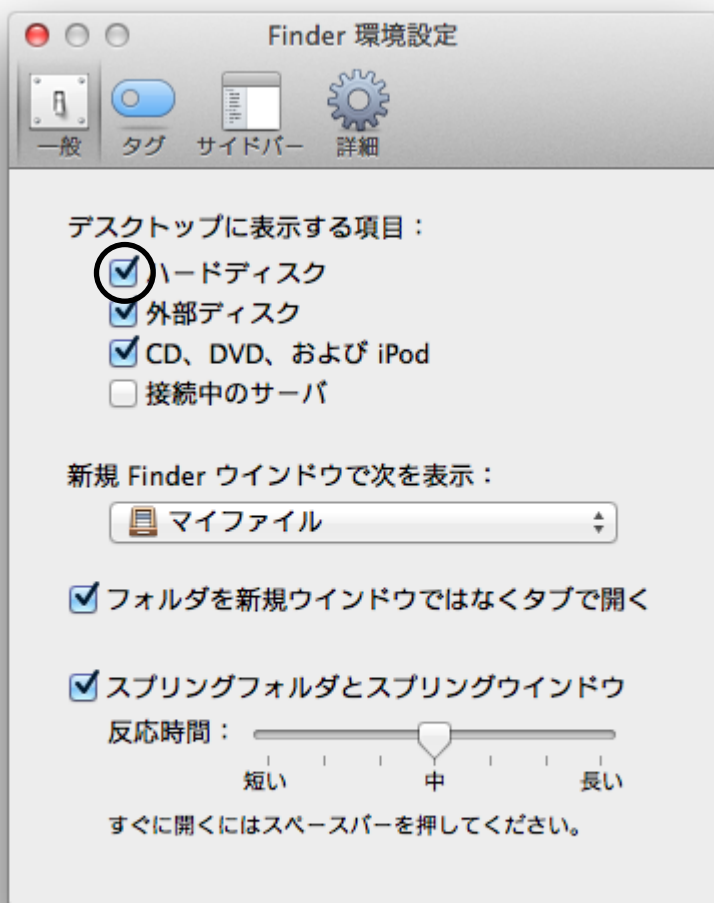 Finder 環境設定
一般 タグ サイドバー 詳細
デスクトップに表示する項目：
ハードディスク
外部ディスク
CD、DVD、および iPod
接続中のサーバ
新規 Finder ウインドウで次を表示：
マイファイル
フォルダを新規ウインドウではなくタブで開く
スプリングフォルダとスプリングウインドウ
反応時間：
短い 中 長い
すぐに開くにはスペースバーを押してください。